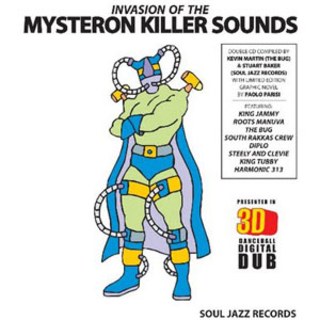 INVASION OF THE
MYSTERON KILLER SOUNDS
DOUBLE CD COMPILED BY
KEVIN MARTIN (THE BUG)
& STUART BAKER
(SOUL JAZZ RECORDS)
WITH LIMITED EDITION
GRAPHIC NOVEL
BY PAOLO PARISI
FEATURING:
KING JAMMY
ROOTS MANUVA
THE BUG
SOUTH RAKKAS CREW
DIPLO
STEELY AND CLEVIE
KING TUBBY
HARMONIC 313
PRESENTED IN
3D
DANCEHALL
DIGITAL
DUB
SOUL JAZZ RECORDS